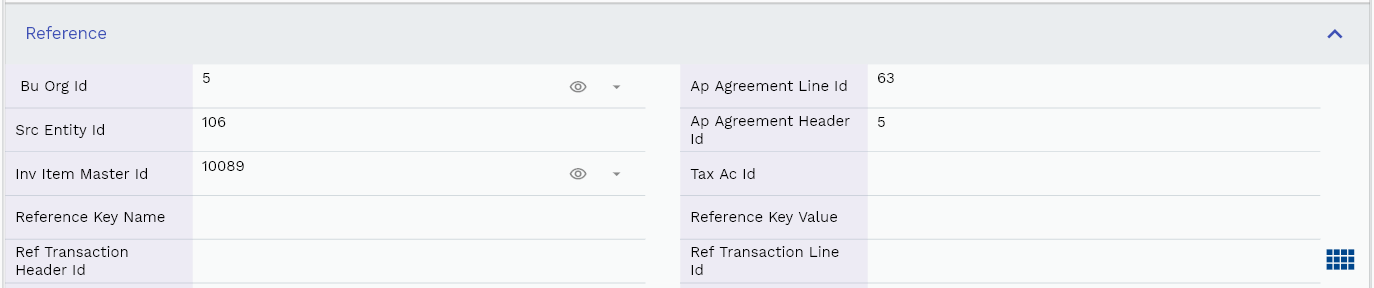 Reference
Bu Org Id 5 Ap Agreement Line Id 63
Src Entity Id 106 Ap Agreement Header
Id 5
Inv Item Master Id 10089 Tax Ac Id
Reference Key Name Reference Key Value
Ref Transaction
Header Id
Ref Transaction Line
Id